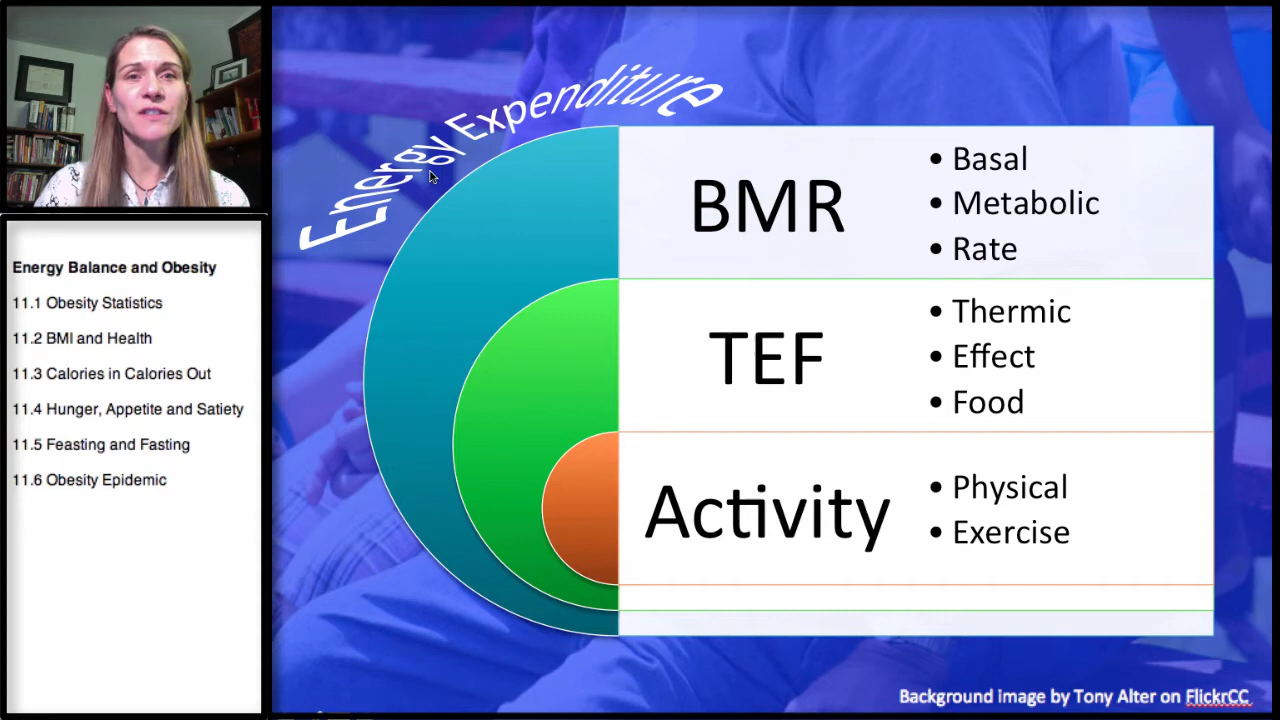 Energy Balance and Obesity
11.1 Obesity Statistics
11.2 BMI and Health
11.3 Calories in Calories Out
11.4 Hunger, Appetite and Satiety
11.5 Feasting and Fasting
11.6 Obesity Epidemic
Energy Expenditure
BMR
• Basal
• Metabolic
• Rate
TEF
• Thermic
• Effect
• Food
Activity
• Physical
• Exercise
Background image by Tony Alter on FlickrCC